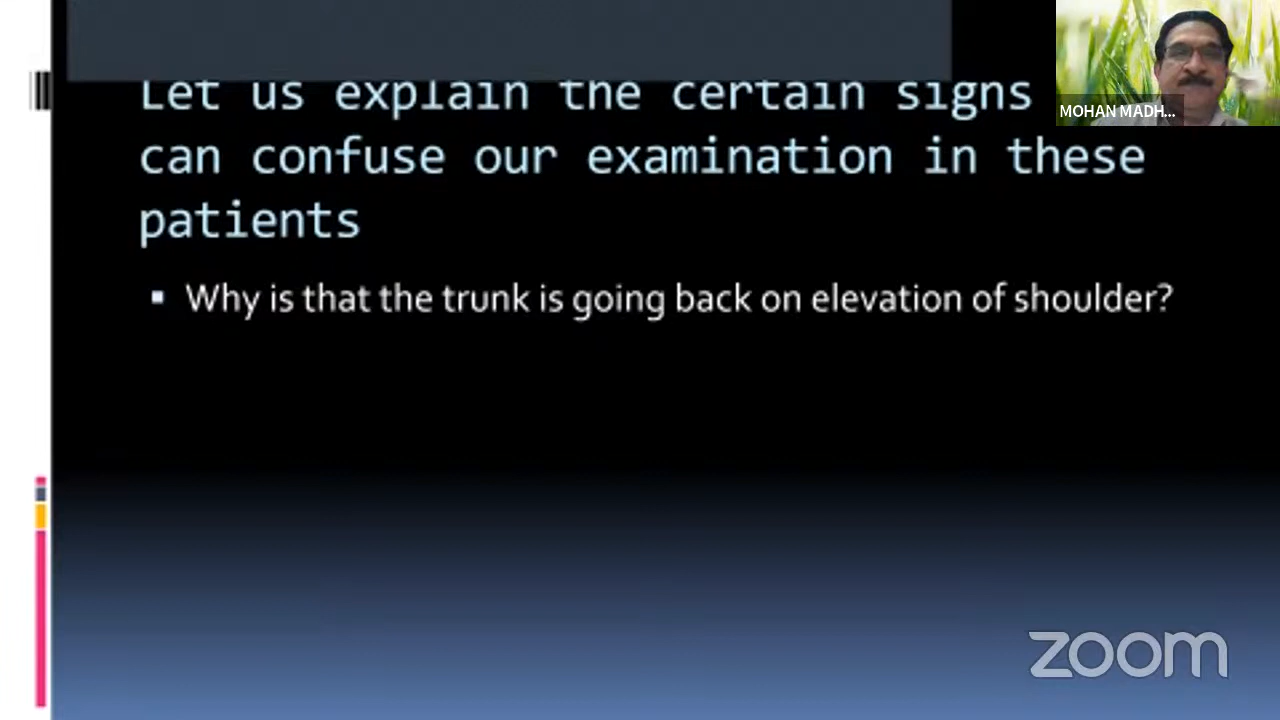 Let us explain the certain signs
can confuse our examination in these
patients
Why is that the trunk is going back on elevation of shoulder?
MOHAN MADH...
zoom